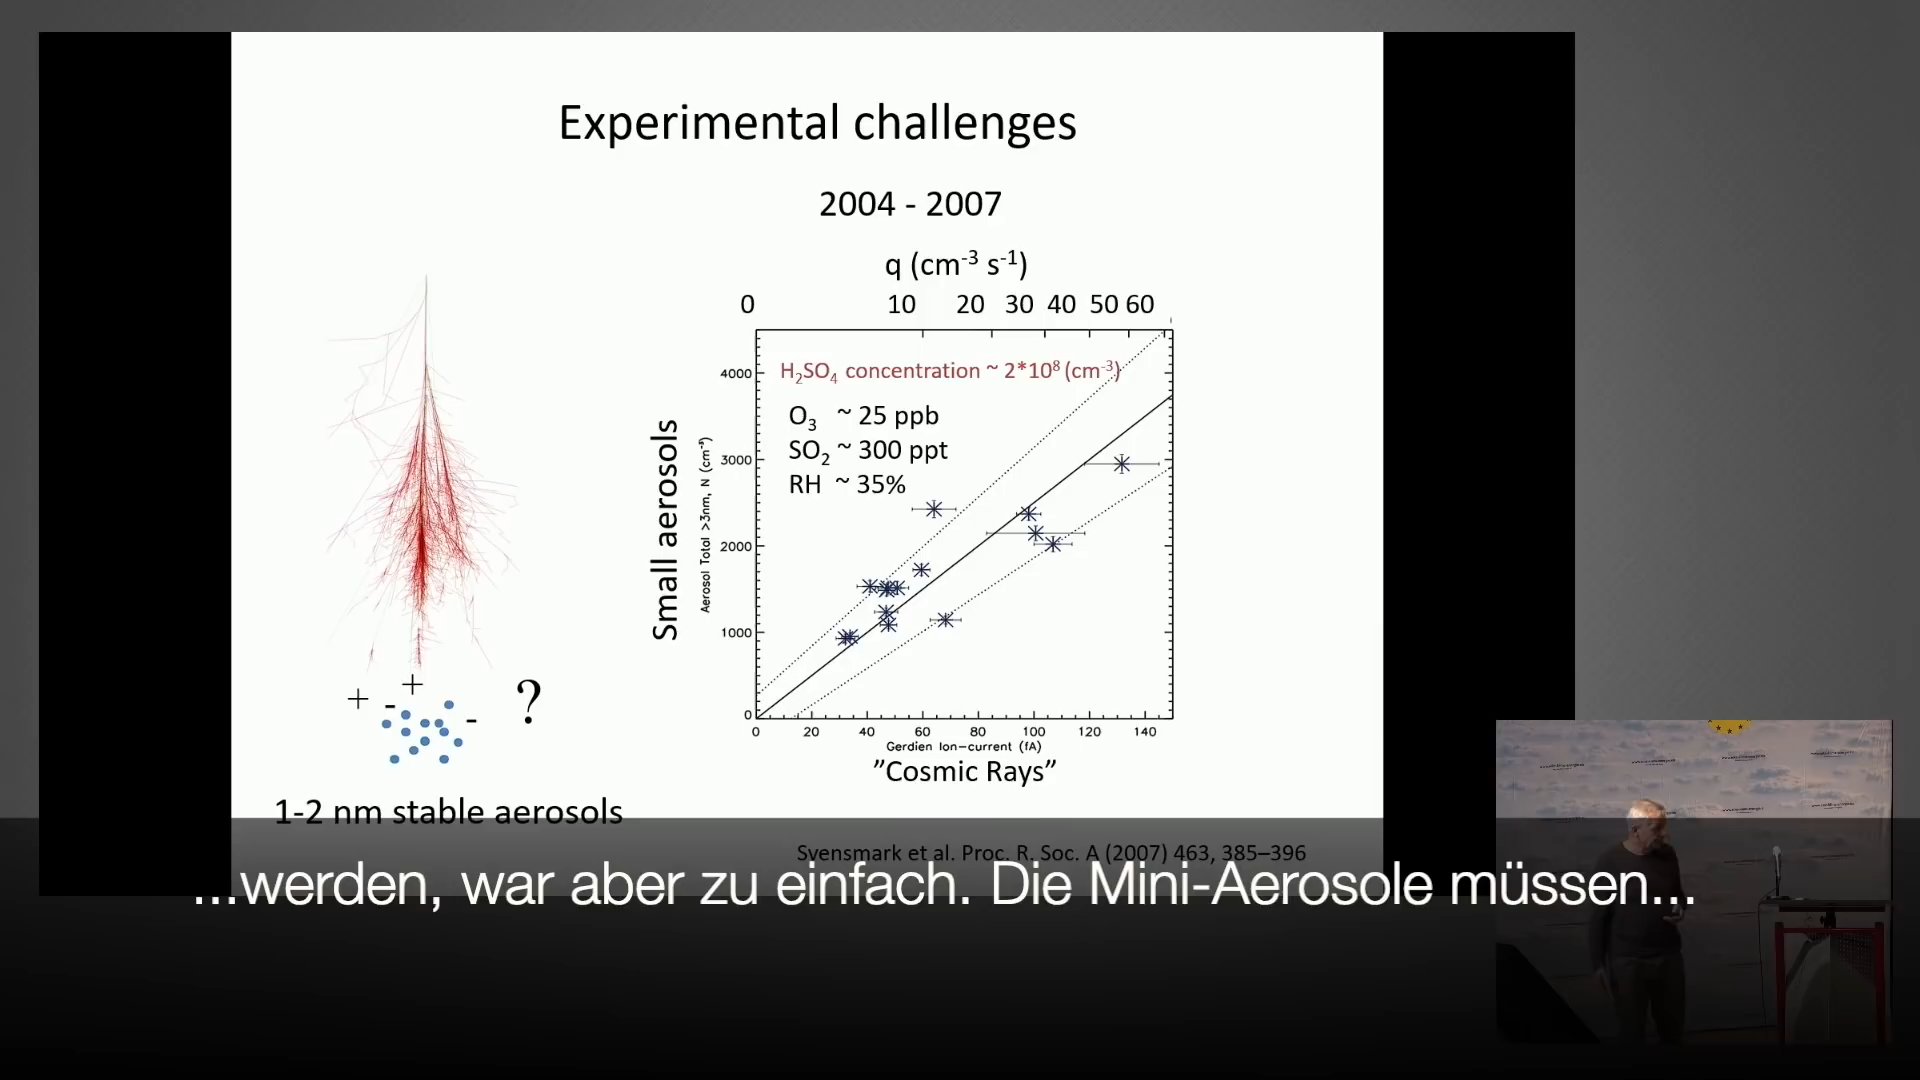 Experimental challenges
2004 - 2007
q (cm-3 s-1)
0 10 20 30 40 50 60
H2SO4 concentration ~ 2*108 (cm-3)
O3 ~ 25 ppb
SO2 ~ 300 ppt
RH ~ 35%
4000
3000
2000
1000
0
Small aerosols
Aerosol Total >3nm, N (cm-3)
0 20 40 60 80 100 120 140
Gerdien Ion-current (fA)
"Cosmic Rays"
+ + - - ?
1-2 nm stable aerosols
Svensmark et al. Proc. R. Soc. A (2007) 463, 385–396
...werden, war aber zu einfach. Die Mini-Aerosole müssen...